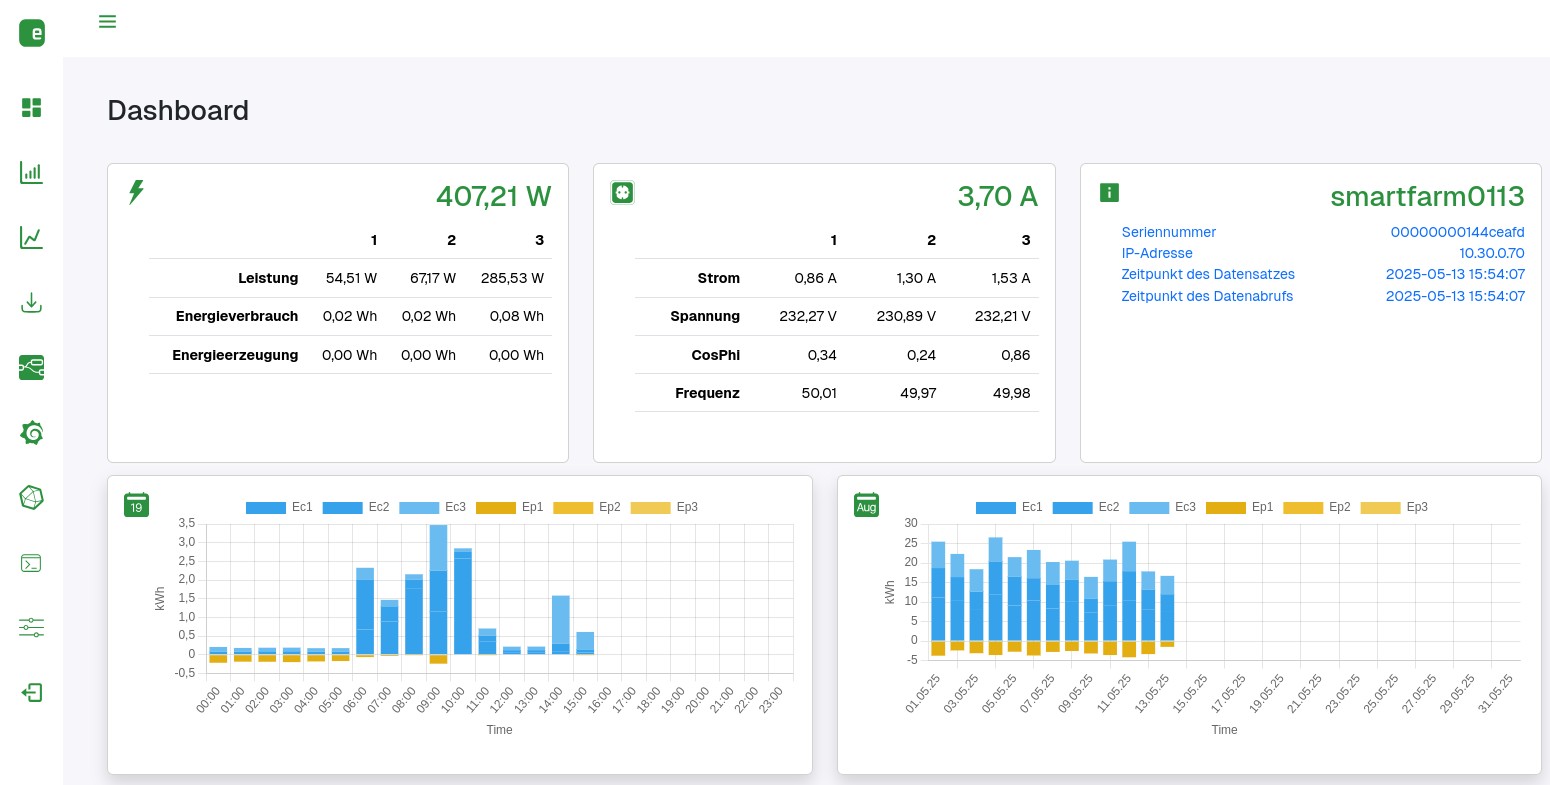 e
Dashboard
407,21 W
1 2 3
Leistung 54,51 W 67,17 W 285,53 W
Energieverbrauch 0,02 Wh 0,02 Wh 0,08 Wh
Energieerzeugung 0,00 Wh 0,00 Wh 0,00 Wh
3,70 A
1 2 3
Strom 0,86 A 1,30 A 1,53 A
Spannung 232,27 V 230,89 V 232,21 V
CosPhi 0,34 0,24 0,86
Frequenz 50,01 49,97 49,98
i
smartfarm0113
Seriennummer 00000000144ceafd
IP-Adresse 10.30.0.70
Zeitpunkt des Datensatzes 2025-05-13 15:54:07
Zeitpunkt des Datenabrufs 2025-05-13 15:54:07
19
Ec1 Ec2 Ec3 Ep1 Ep2 Ep3
3,5
3,0
2,5
2,0
1,5
1,0
0,5
0
-0,5
kWh
00:00 01:00 02:00 03:00 04:00 05:00 06:00 07:00 08:00 09:00 10:00 11:00 12:00 13:00 14:00 15:00 16:00 17:00 18:00 19:00 20:00 21:00 22:00 23:00
Time
Aug
Ec1 Ec2 Ec3 Ep1 Ep2 Ep3
30
25
20
15
10
5
0
-5
kWh
01.05.25 03.05.25 05.05.25 07.05.25 09.05.25 11.05.25 13.05.25 15.05.25 17.05.25 19.05.25 21.05.25 23.05.25 25.05.25 27.05.25 29.05.25 31.05.25
Time